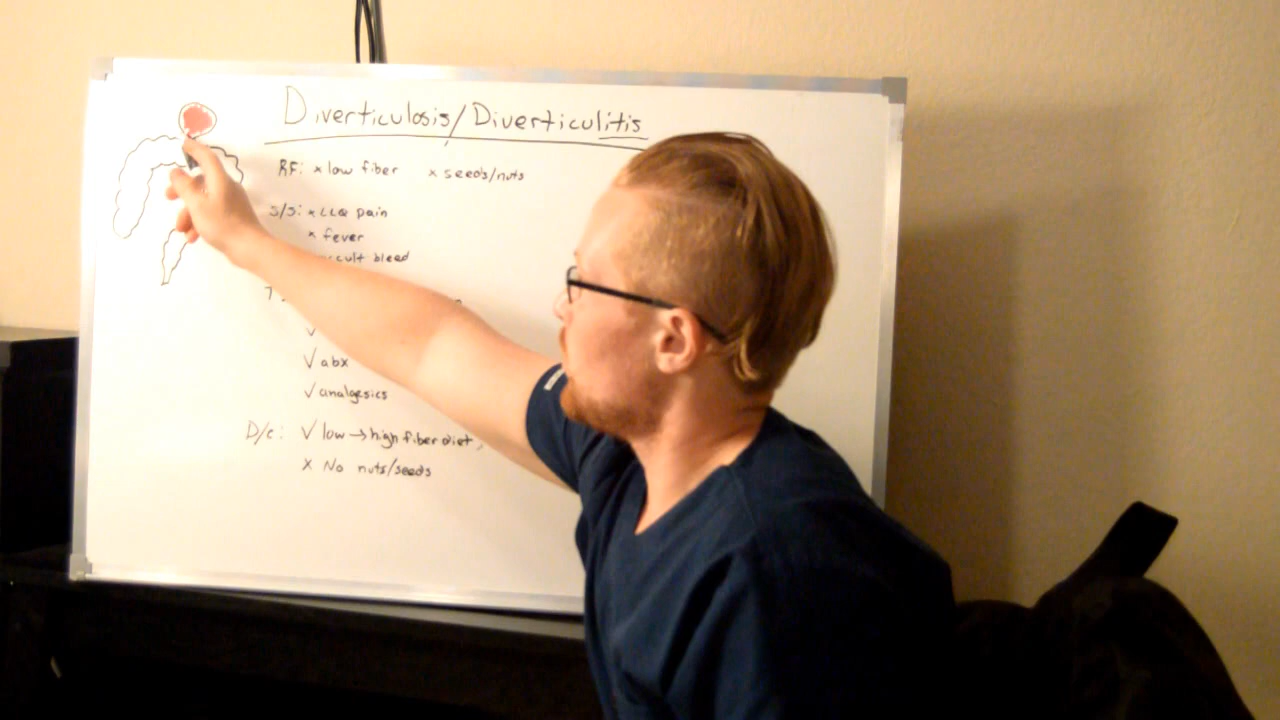 Diverticulosis/Diverticulitis
RF: x low fiber x seeds/nuts
s/s: x LLQ pain
x fever
bleed
√
√ abx
√ analgesics
D/c: √ low → high fiber diet
x No nuts/seeds